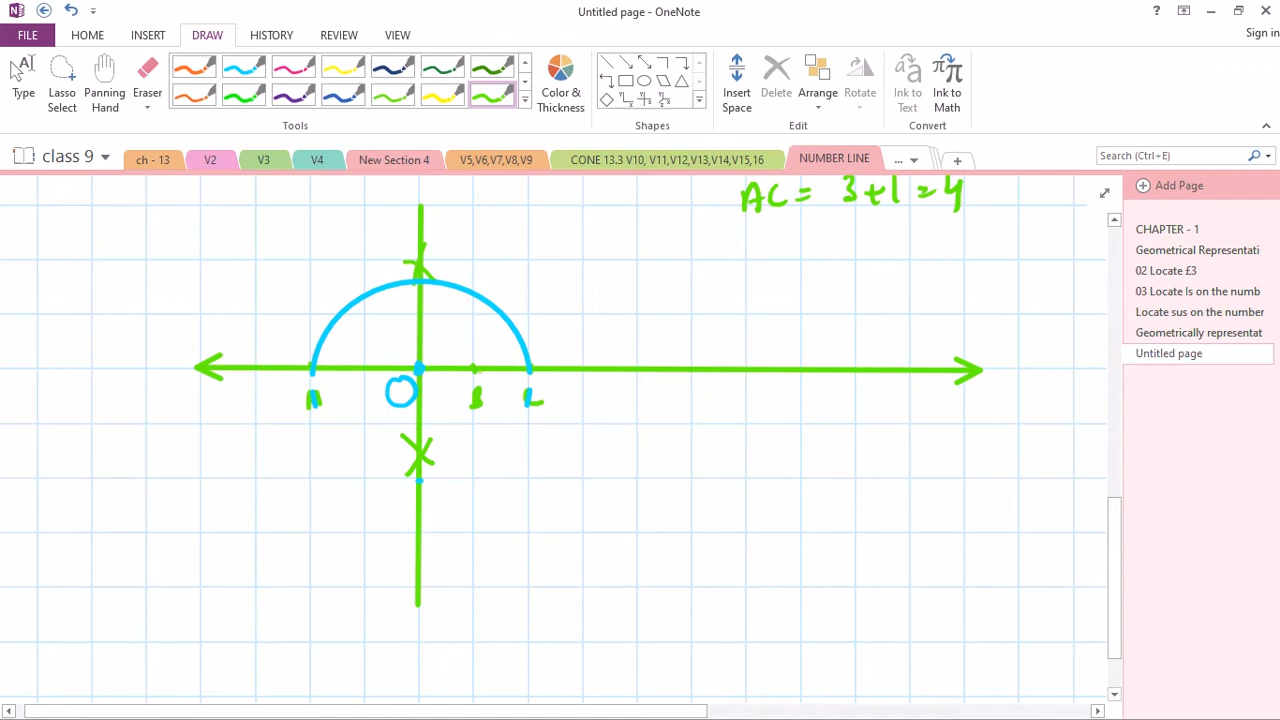 Untitled page - OneNote
?
Sign in
FILE HOME INSERT DRAW HISTORY REVIEW VIEW
Type Lasso Select Panning Hand Eraser Color & Thickness Insert Space Delete Arrange Rotate Ink to Text Ink to Math
Tools Shapes Edit Convert
class 9 ch - 13 V2 V3 V4 New Section 4 V5,V6,V7,V8,V9 CONE 13.3 V10, V11,V12,V13,V14,V15,16 NUMBER LINE ... Search (Ctrl+E)
Add Page
AC = 3+1 = 4
CHAPTER - 1
Geometrical Representati
02 Locate £3
03 Locate ls on the numb
Locate sus on the number
Geometrically representat
Untitled page
A O B C